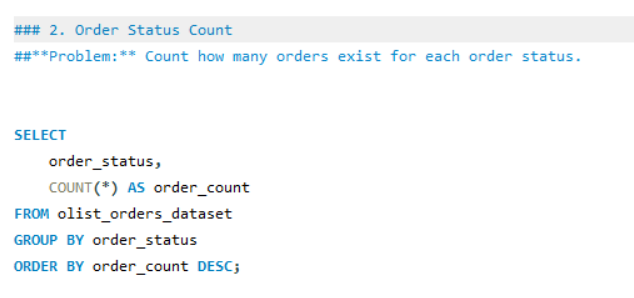 ### 2. Order Status Count
##**Problem:** Count how many orders exist for each order status.
SELECT
    order_status,
    COUNT(*) AS order_count
FROM olist_orders_dataset
GROUP BY order_status
ORDER BY order_count DESC;